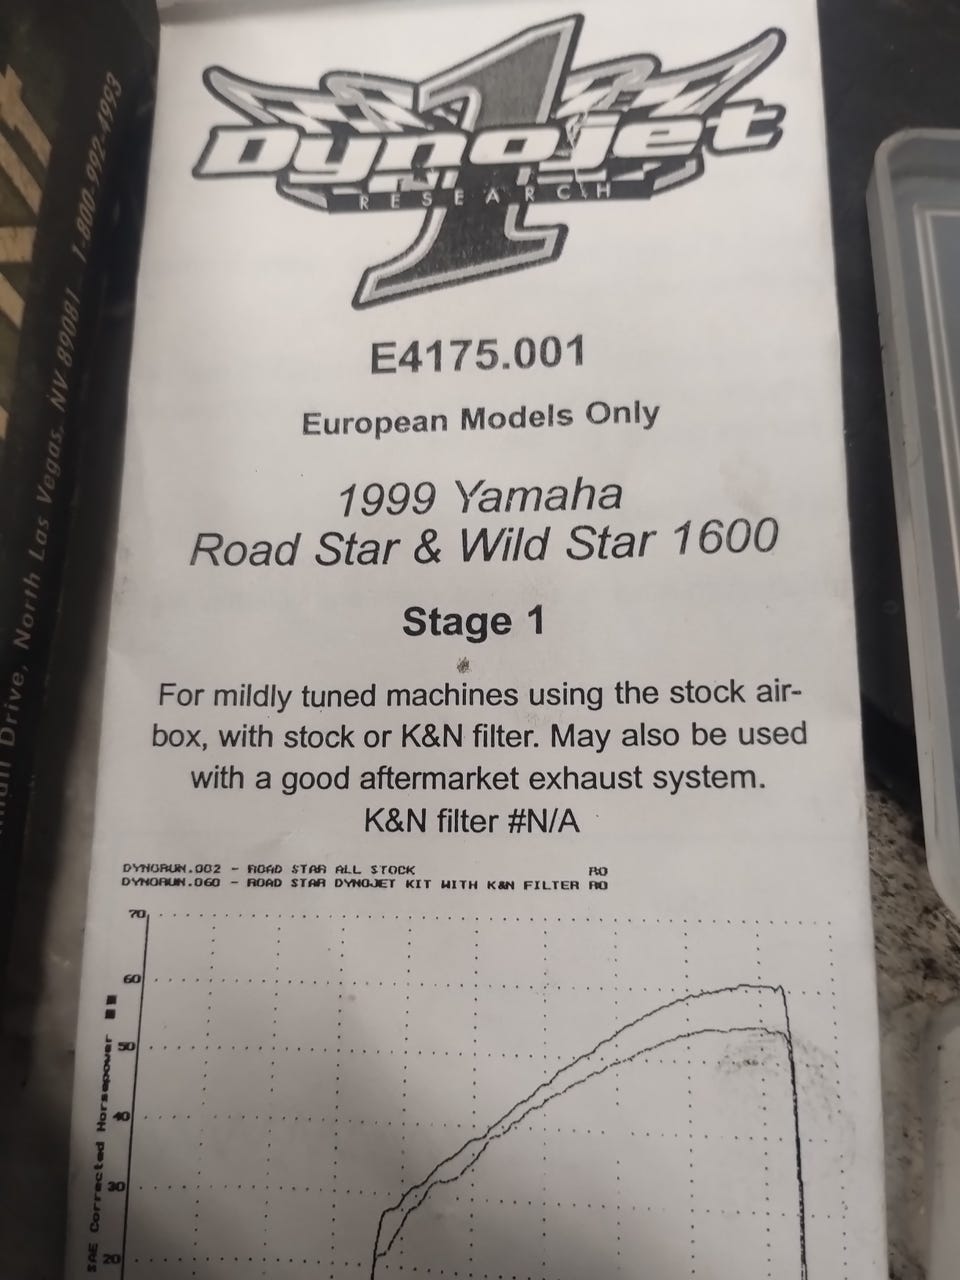 Dynojet
1
RESEARCH
E4175.001
European Models Only
1999 Yamaha
Road Star & Wild Star 1600
Stage 1
For mildly tuned machines using the stock air-
box, with stock or K&N filter. May also be used
with a good aftermarket exhaust system.
K&N filter #N/A
DYNORUN.002 - ROAD STAR ALL STOCK RO
DYNORUN.060 - ROAD STAR DYNOJET KIT WITH K&N FILTER RO
70
60
50
40
30
20
SAE Corrected Horsepower
Drive, North Las Vegas, NV 89081 1-800-992-4993